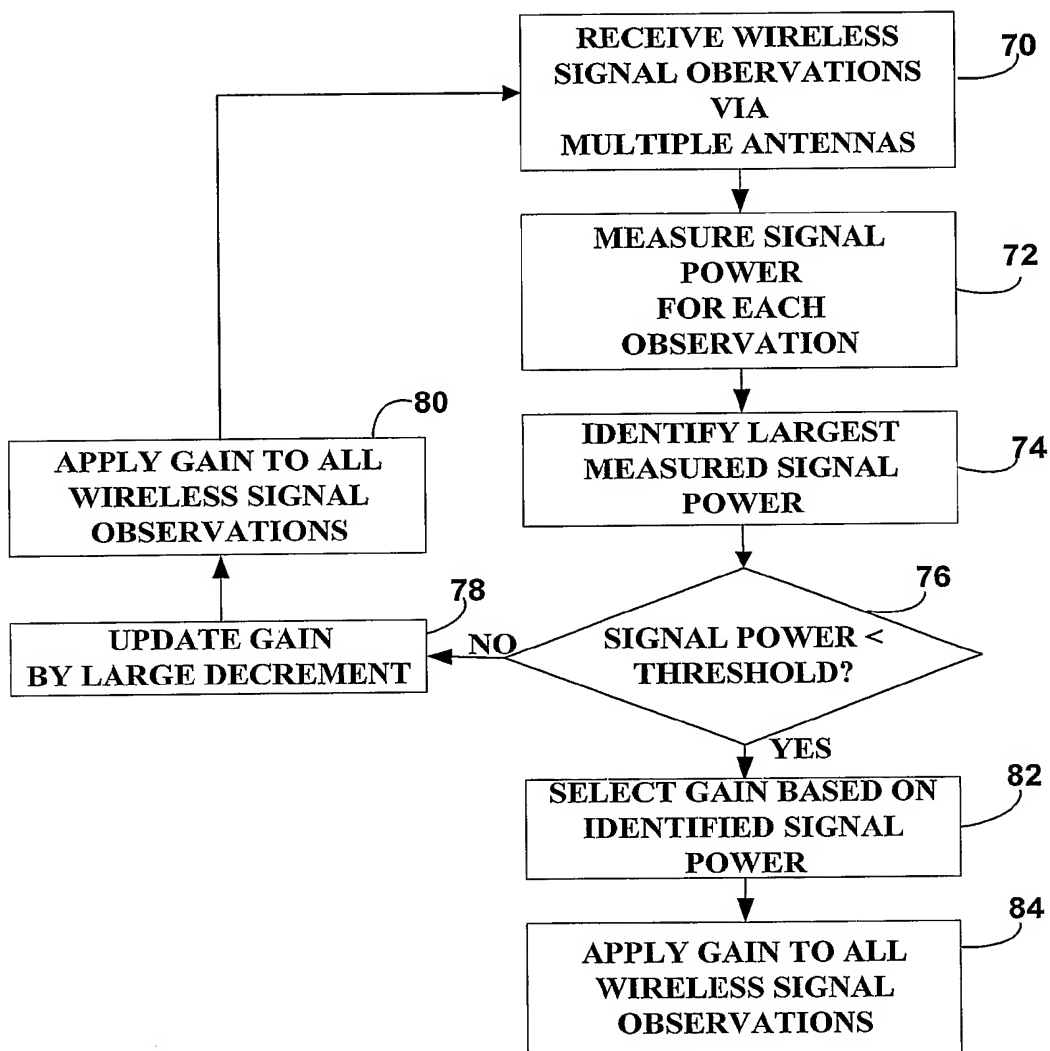 RECEIVE WIRELESS
SIGNAL OBERVATIONS
VIA
MULTIPLE ANTENNAS
70
MEASURE SIGNAL
POWER
FOR EACH
OBSERVATION
72
IDENTIFY LARGEST
MEASURED SIGNAL
POWER
74
SIGNAL POWER <
THRESHOLD?
76
NO
UPDATE GAIN
BY LARGE DECREMENT
78
APPLY GAIN TO ALL
WIRELESS SIGNAL
OBSERVATIONS
80
YES
SELECT GAIN BASED ON
IDENTIFIED SIGNAL
POWER
82
APPLY GAIN TO ALL
WIRELESS SIGNAL
OBSERVATIONS
84